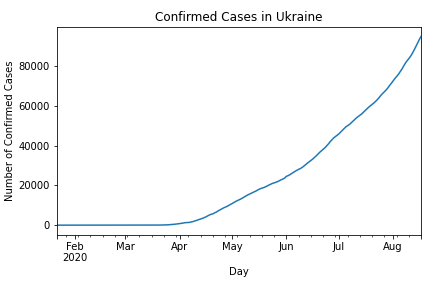 Confirmed Cases in Ukraine
Number of Confirmed Cases
80000
60000
40000
20000
0
Feb Mar Apr May Jun Jul Aug
2020
Day